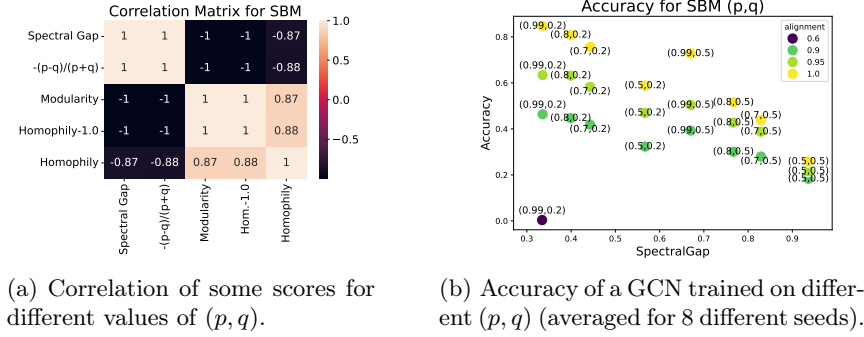 Correlation Matrix for SBM
Spectral Gap
1 1 -1 -1 -0.87
-(p-q)/(p+q)
1 1 -1 -1 -0.88
Modularity
-1 -1 1 1 0.87
Homophily-1.0
-1 -1 1 1 0.88
Homophily
-0.87 -0.88 0.87 0.88 1
Spectral Gap
-(p-q)/(p+q)
Modularity
Hom.-1.0
Homophily
1.0
0.5
0.0
−0.5
(a) Correlation of some scores for
different values of (p, q).
Accuracy for SBM (p,q)
Accuracy
0.8
0.6
0.4
0.2
0.0
(0.99,0.2)
(0.8,0.2)
(0.7,0.2)
(0.99,0.5)
(0.99,0.2)
(0.8,0.2)
(0.7,0.2)
(0.5,0.2)
(0.99,0.2)
(0.8,0.2)
(0.7,0.2)
(0.5,0.2)
(0.99,0.5)
(0.8,0.5)
(0.7,0.5)
(0.8,0.5)
(0.7,0.5)
(0.5,0.2)
(0.99,0.5)
(0.8,0.5)
(0.7,0.5)
(0.5,0.5)
(0.5,0.5)
(0.5,0.5)
(0.99,0.2)
alignment
0.6
0.9
0.95
1.0
0.3 0.4 0.5 0.6 0.7 0.8 0.9
SpectralGap
(b) Accuracy of a GCN trained on differ-
ent (p, q) (averaged for 8 different seeds).